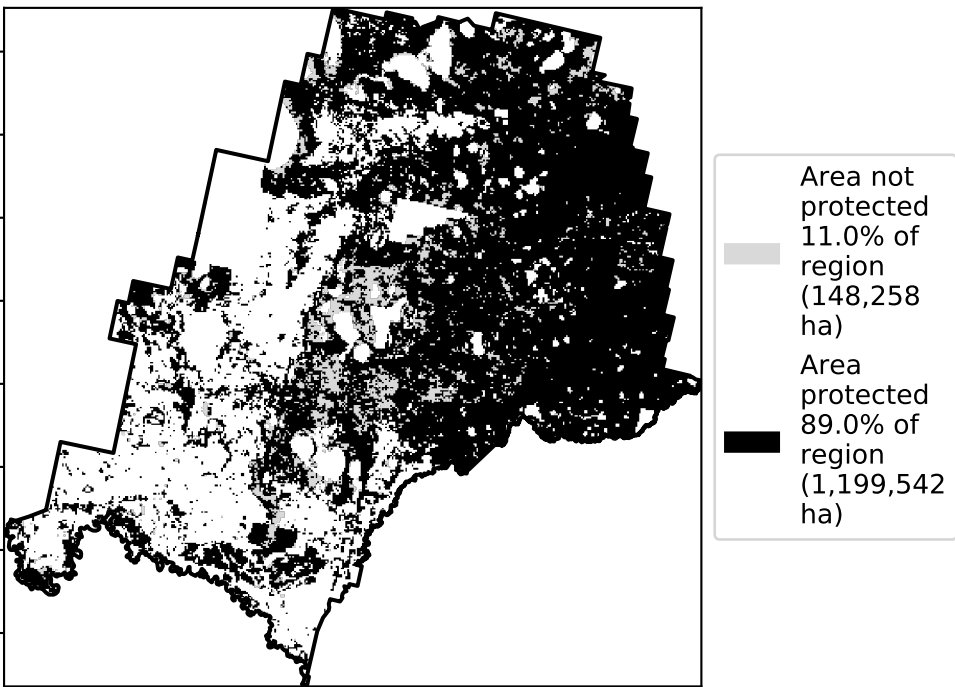 Area not
protected
11.0% of
region
(148,258
ha)
Area
protected
89.0% of
region
(1,199,542
ha)